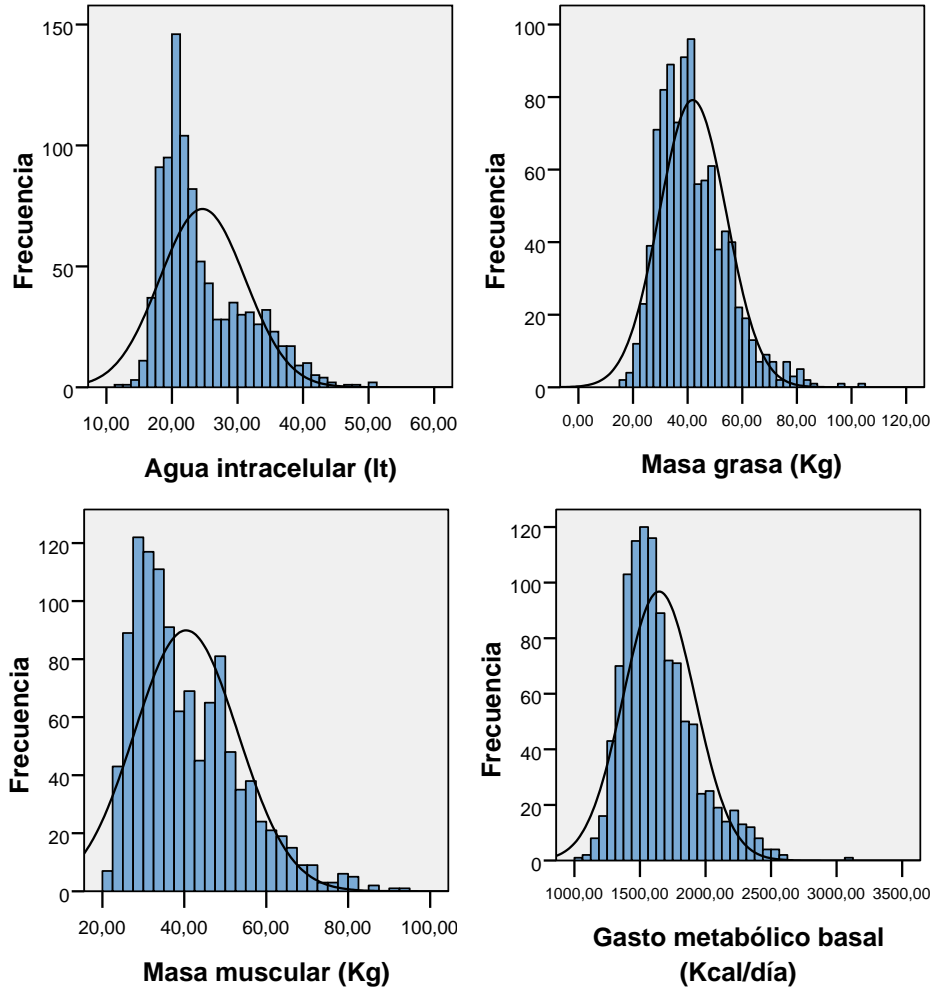 150
100
50
0
Frecuencia
10,00 20,00 30,00 40,00 50,00 60,00
Agua intracelular (lt)
100
80
60
40
20
0
Frecuencia
0,00 20,00 40,00 60,00 80,00 100,00 120,00
Masa grasa (Kg)
120
100
80
60
40
20
0
Frecuencia
20,00 40,00 60,00 80,00 100,00
Masa muscular (Kg)
120
100
80
60
40
20
0
Frecuencia
1000,00 1500,00 2000,00 2500,00 3000,00 3500,00
Gasto metabólico basal
(Kcal/día)